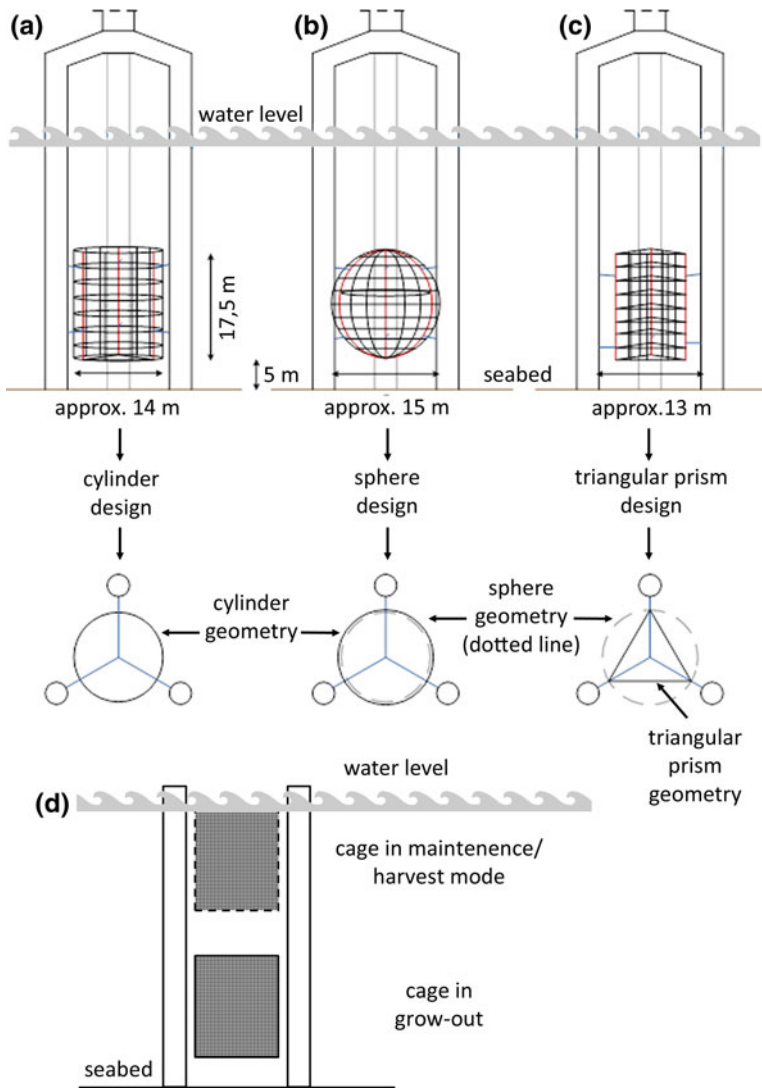 (a)
(b)
(c)
water level
17,5 m
5 m
seabed
approx. 14 m
approx. 15 m
approx.13 m
cylinder
design
sphere
design
triangular prism
design
cylinder
geometry
sphere
geometry
(dotted line)
triangular
prism
geometry
water level
(d)
cage in maintenence/
harvest mode
cage in
grow-out
seabed